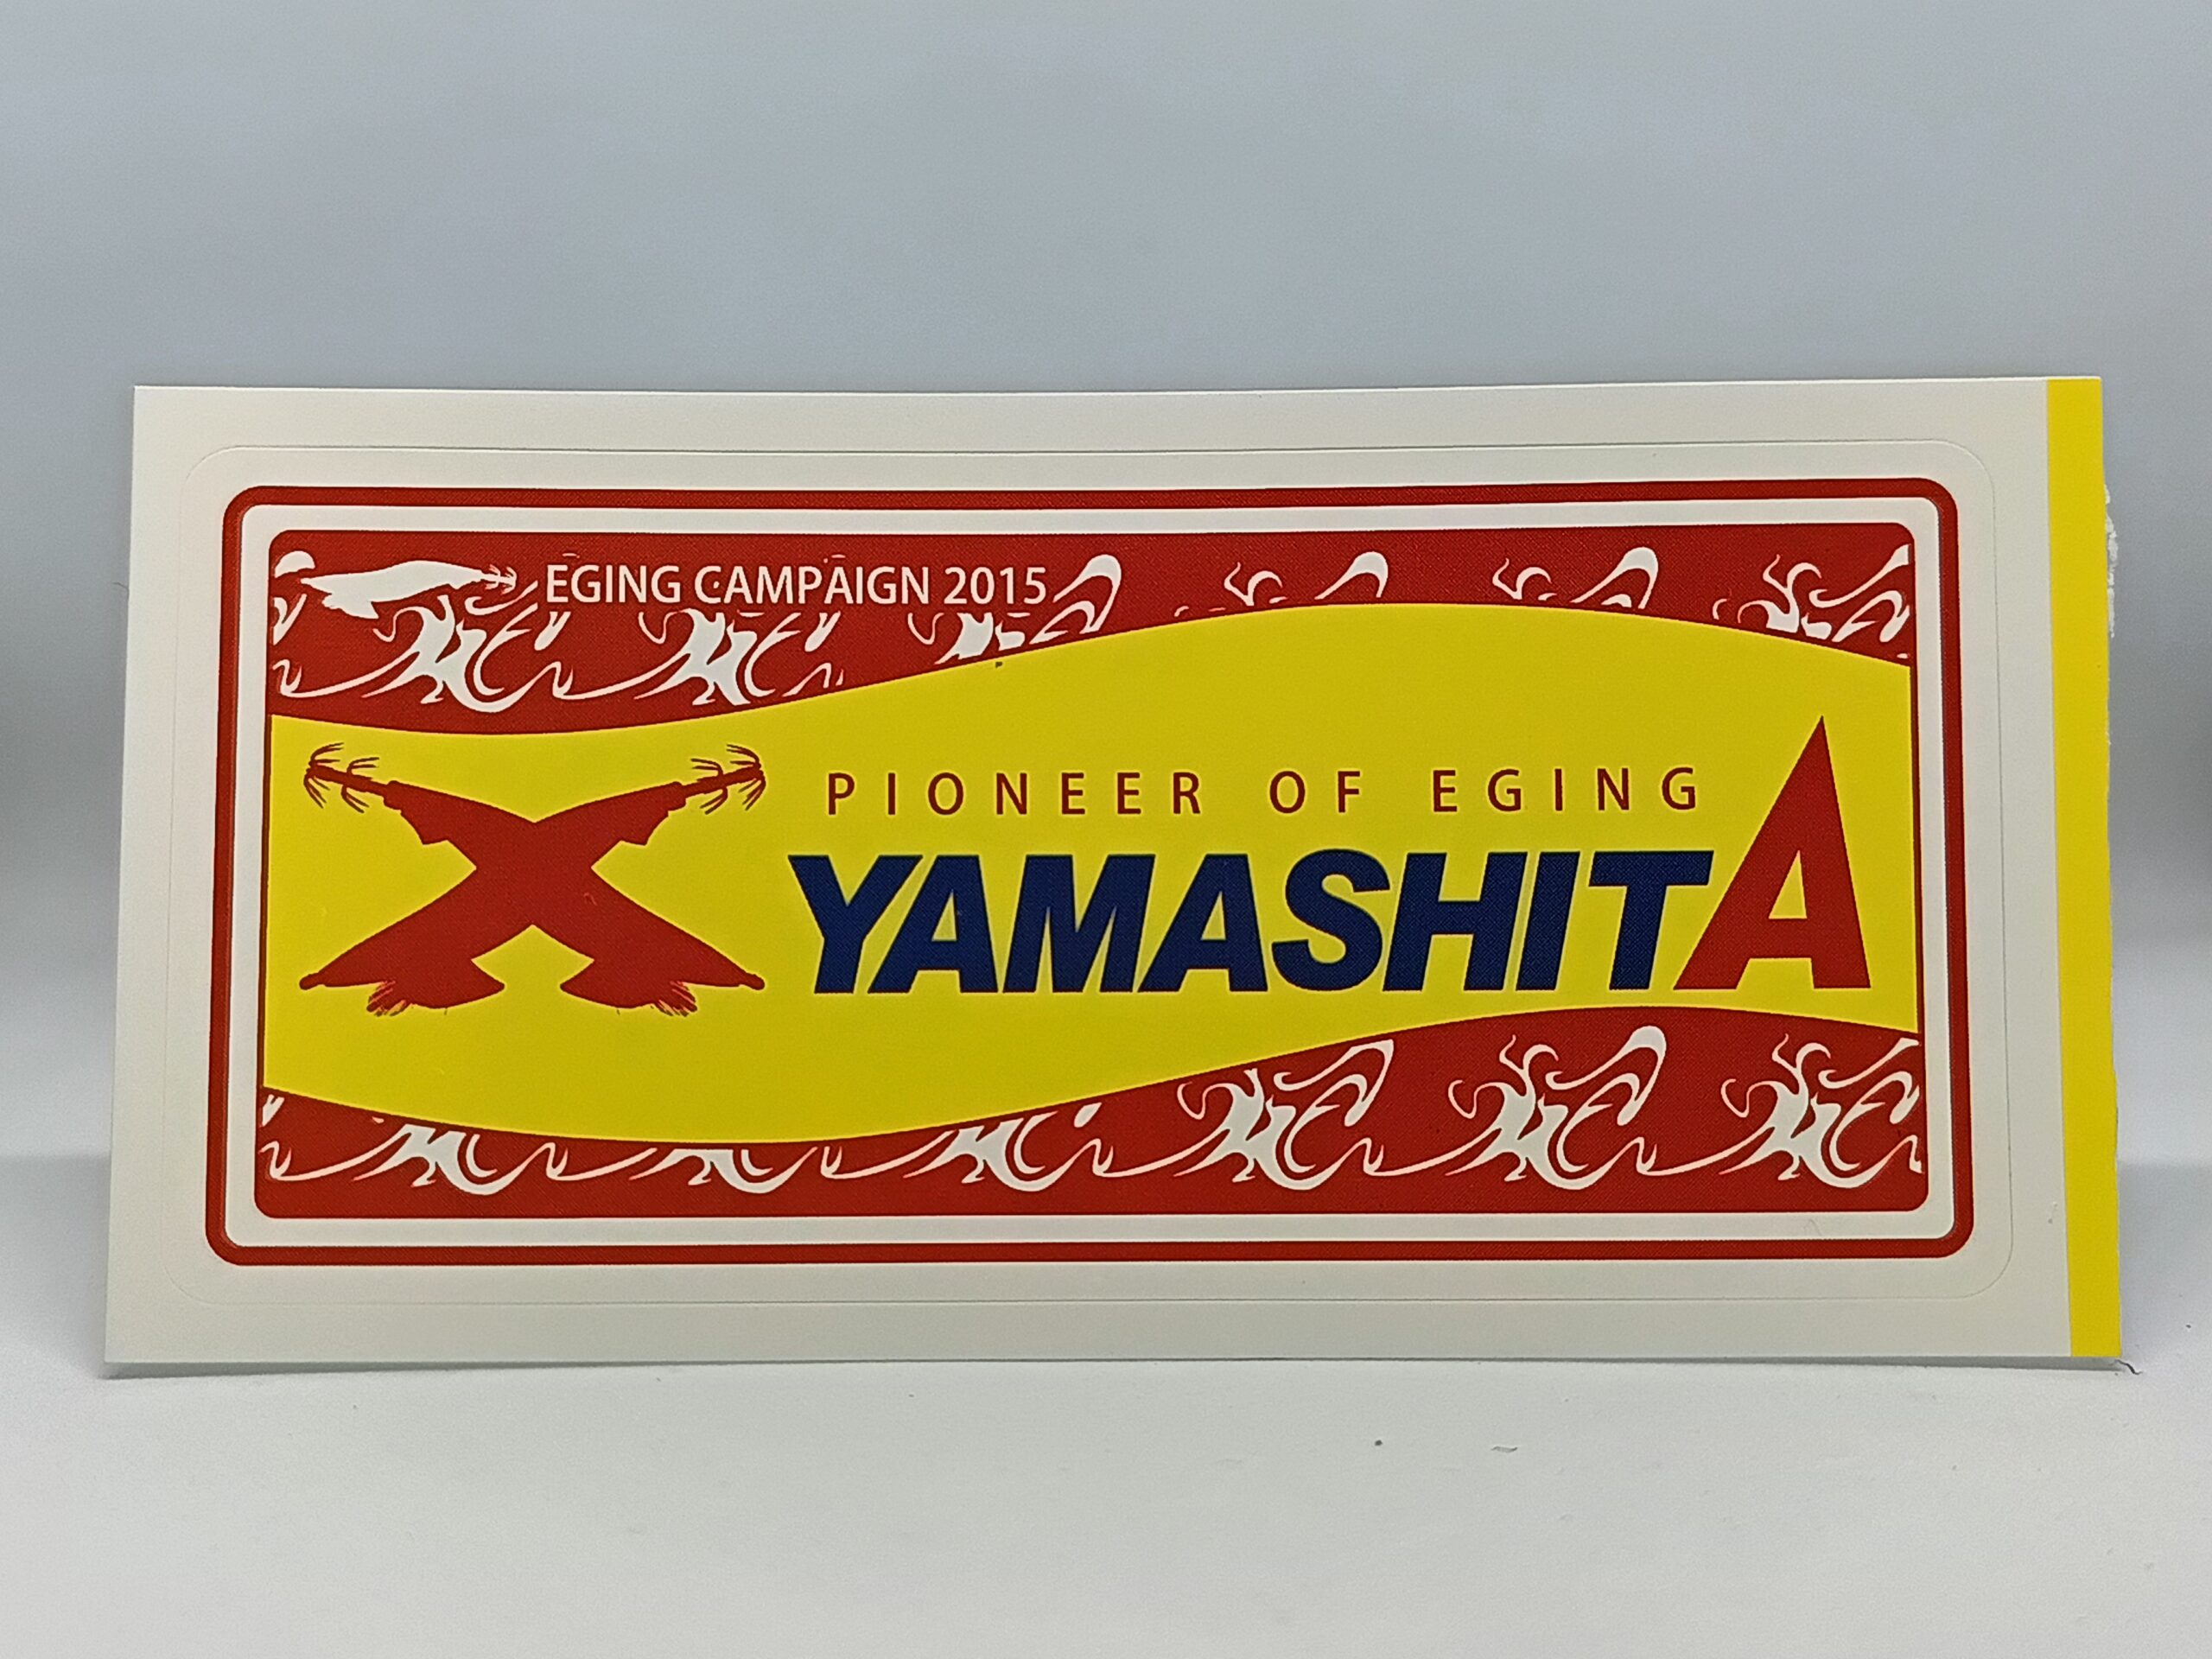 EGING CAMPAIGN 2015
PIONEER OF EGING
YAMASHITA